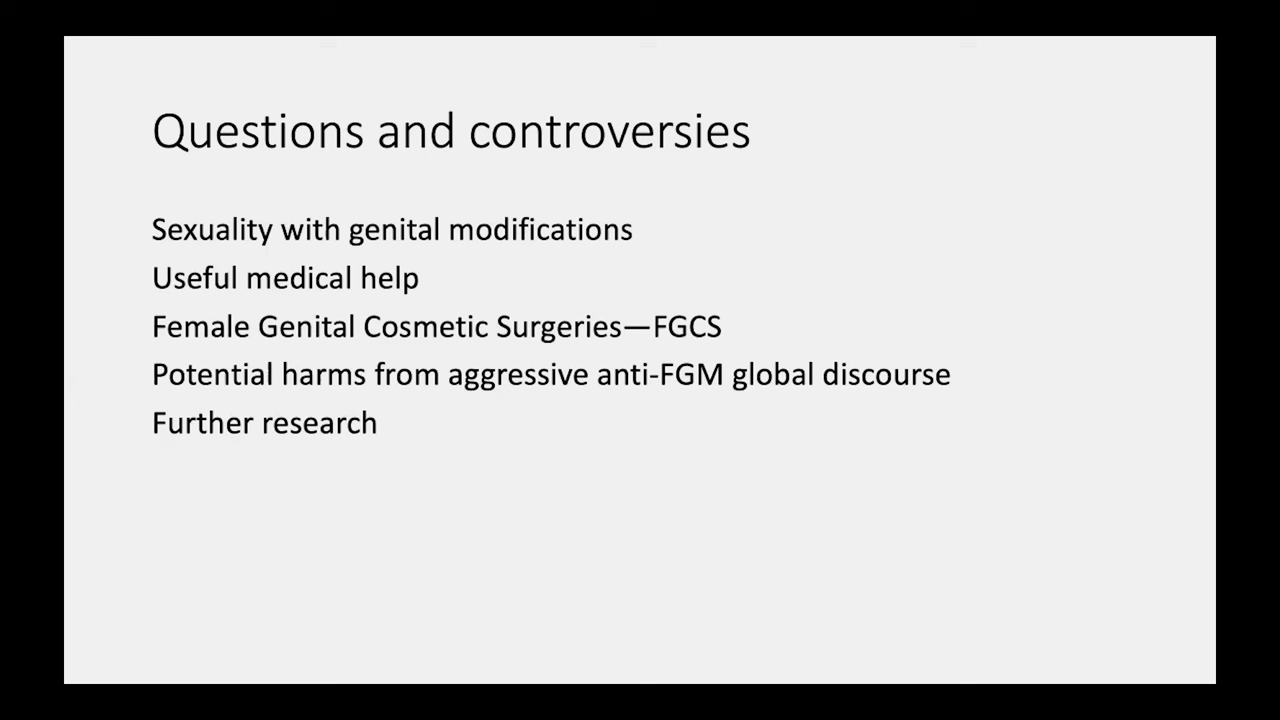 Questions and controversies
Sexuality with genital modifications
Useful medical help
Female Genital Cosmetic Surgeries—FGCS
Potential harms from aggressive anti-FGM global discourse
Further research